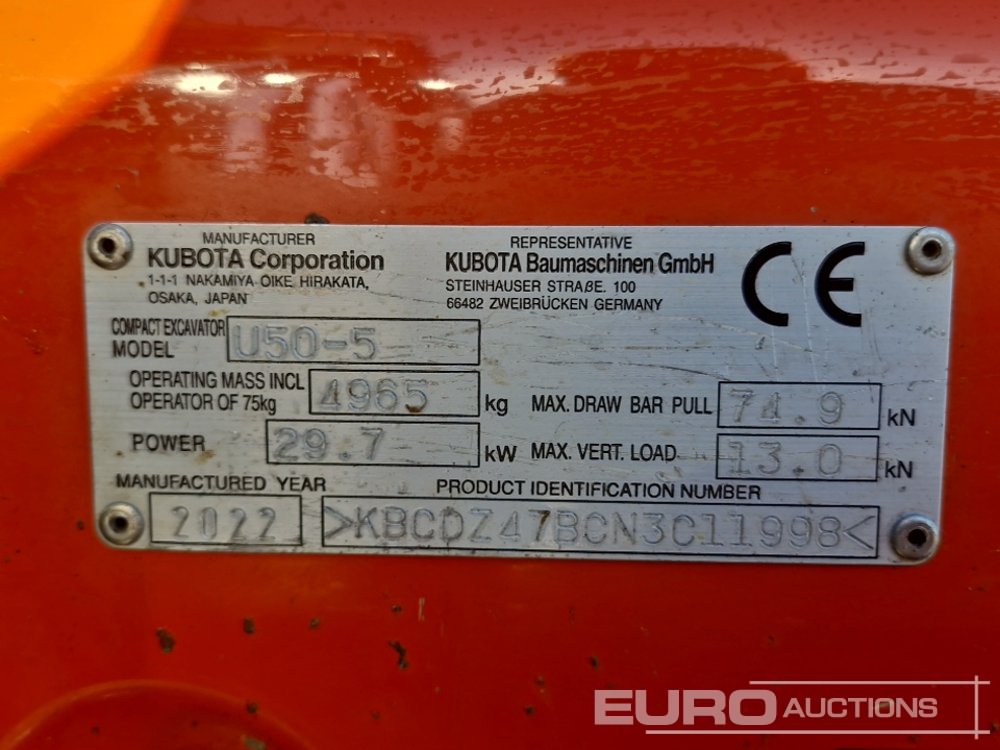 MANUFACTURER
KUBOTA Corporation
1-1-1 NAKAMIYA OIKE HIRAKATA,
OSAKA, JAPAN
REPRESENTATIVE
KUBOTA Baumaschinen GmbH
STEINHAUSER STRAßE. 100
66482 ZWEIBRÜCKEN GERMANY
CE
COMPACT EXCAVATOR
MODEL U50-5
OPERATING MASS INCL
OPERATOR OF 75kg 4965 kg
MAX. DRAW BAR PULL 74.9 kN
POWER 29.7 kW
MAX. VERT. LOAD 13.0 kN
MANUFACTURED YEAR
2022
PRODUCT IDENTIFICATION NUMBER
>KBCDZ47BCN3C11998<
EURO AUCTIONS